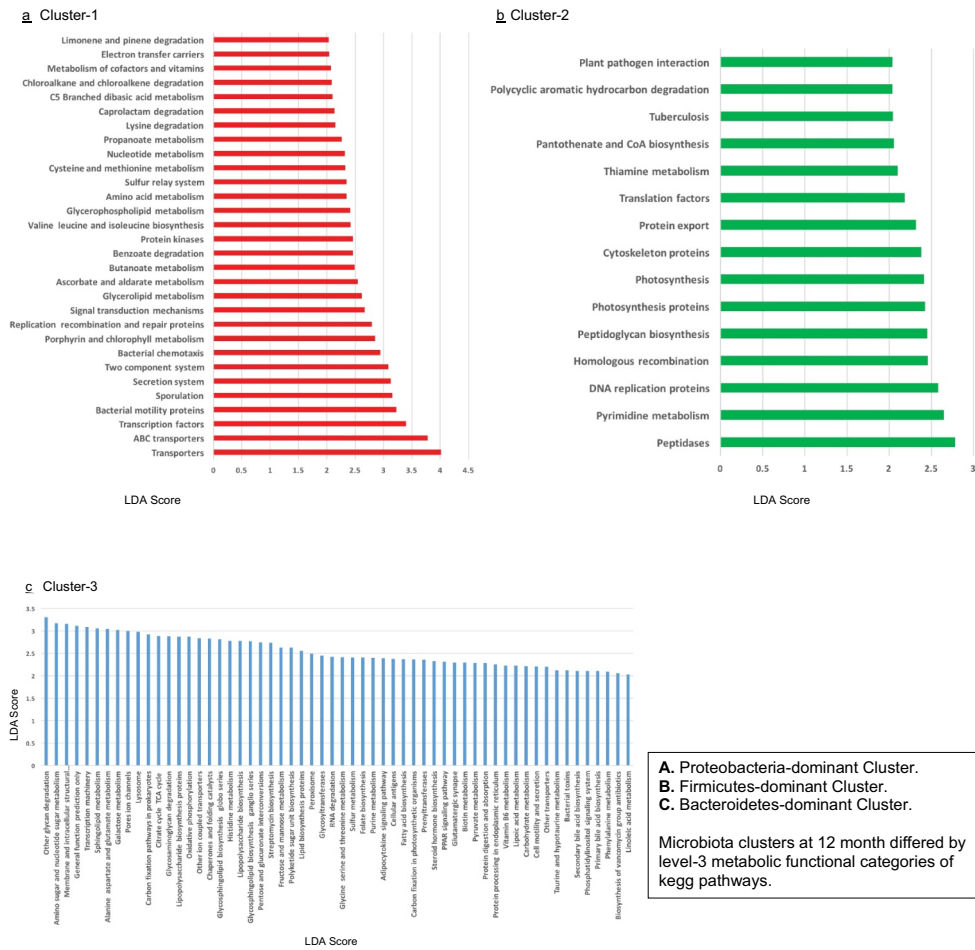 a Cluster-1
Limonene and pinene degradation
Electron transfer carriers
Metabolism of cofactors and vitamins
Chloroalkane and chloroalkene degradation
C5 Branched dibasic acid metabolism
Caprolactam degradation
Lysine degradation
Propanoate metabolism
Nucleotide metabolism
Cysteine and methionine metabolism
Sulfur relay system
Amino acid metabolism
Glycerophospholipid metabolism
Valine leucine and isoleucine biosynthesis
Protein kinases
Benzoate degradation
Butanoate metabolism
Ascorbate and aldarate metabolism
Glycerolipid metabolism
Signal transduction mechanisms
Replication recombination and repair proteins
Porphyrin and chlorophyll metabolism
Bacterial chemotaxis
Two component system
Secretion system
Sporulation
Bacterial motility proteins
Transcription factors
ABC transporters
Transporters
0 0.5 1 1.5 2 2.5 3 3.5 4 4.5
LDA Score
b Cluster-2
Plant pathogen interaction
Polycyclic aromatic hydrocarbon degradation
Tuberculosis
Pantothenate and CoA biosynthesis
Thiamine metabolism
Translation factors
Protein export
Cytoskeleton proteins
Photosynthesis
Photosynthesis proteins
Peptidoglycan biosynthesis
Homologous recombination
DNA replication proteins
Pyrimidine metabolism
Peptidases
0 0.5 1 1.5 2 2.5 3
LDA Score
c Cluster-3
3.5
3
2.5
2
1.5
1
0.5
0
LDA Score
Other glycan degradation
Amino sugar and nucleotide sugar metabolism
Membrane and intracellular structural...
General function prediction only
Transcription machinery
Sphingolipid metabolism
Alanine aspartate and glutamate metabolism
Galactose metabolism
Pores ion channels
Lysosome
Carbon fixation pathways in prokaryotes
Citrate cycle TCA cycle
Glycosaminoglycan degradation
Lipopolysaccharide biosynthesis proteins
Oxidative phosphorylation
Other ion coupled transporters
Chaperones and folding catalysts
Glycosphingolipid biosynthesis globo series
Histidine metabolism
Lipopolysaccharide biosynthesis
Glycosphingolipid biosynthesis ganglio series
Pentose and glucuronate interconversions
Streptomycin biosynthesis
Fructose and mannose metabolism
Polyketide sugar unit biosynthesis
Lipid biosynthesis proteins
Peroxisome
Glycosyltransferases
RNA degradation
Glycine serine and threonine metabolism
Sulfur metabolism
Folate biosynthesis
Purine metabolism
Adipocytokine signaling pathway
Cellular antigens
Fatty acid biosynthesis
Carbon fixation in photosynthetic organisms
Prenyltransferases
Steroid hormone biosynthesis
PPAR signaling pathway
Glutamatergic synapse
Biotin metabolism
Pyruvate metabolism
Protein digestion and absorption
Protein processing in endoplasmic reticulum
Vitamin B6 metabolism
Lipoic acid metabolism
Carbohydrate metabolism
Cell motility and secretion
Other transporters
Taurine and hypotaurine metabolism
Bacterial toxins
Secondary bile acid biosynthesis
Phosphatidylinositol signaling system
Primary bile acid biosynthesis
Phenylalanine metabolism
Biosynthesis of vancomycin group antibiotics
Linoleic acid metabolism
LDA Score
A. Proteobacteria-dominant Cluster.
B. Firmicutes-dominant Cluster.
C. Bacteroidetes-dominant Cluster.
Microbiota clusters at 12 month differed by
level-3 metabolic functional categories of
kegg pathways.